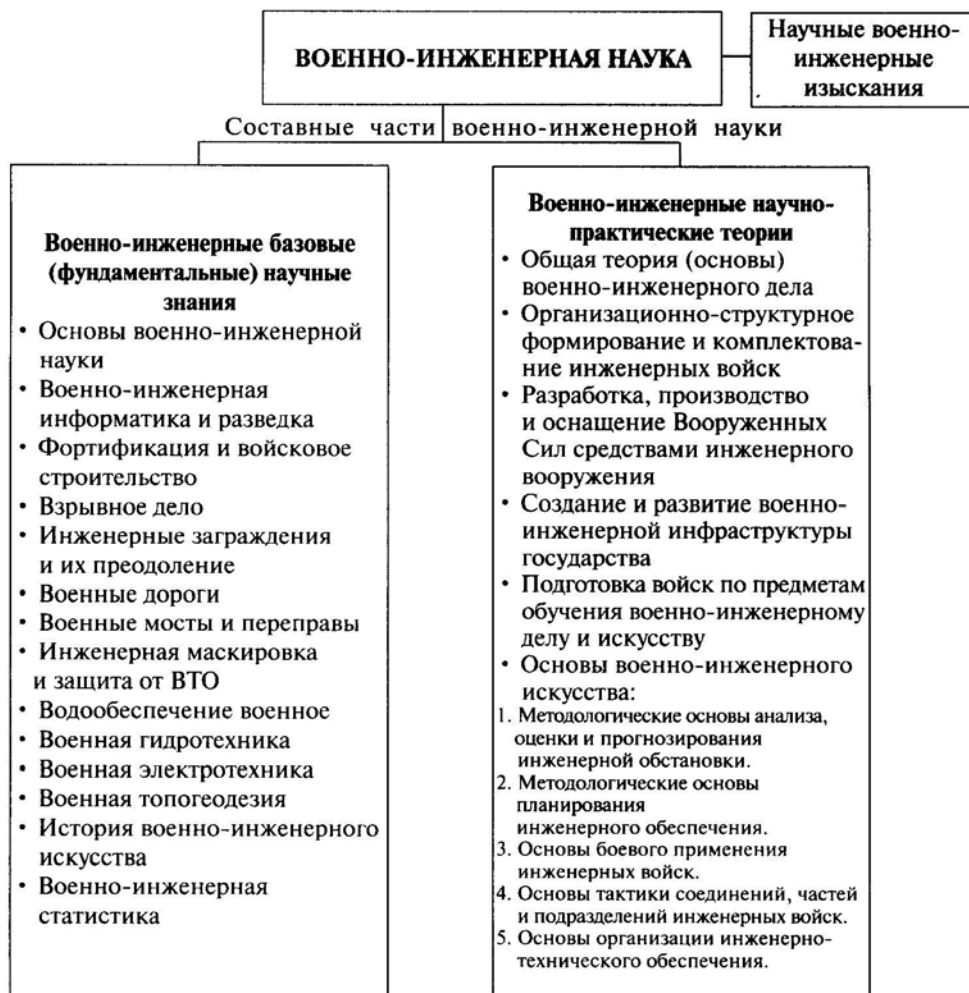 ВОЕННО-ИНЖЕНЕРНАЯ НАУКА
Научные военно-
инженерные
изыскания
Составные части военно-инженерной науки
Военно-инженерные базовые
(фундаментальные) научные
знания
• Основы военно-инженерной
науки
• Военно-инженерная
информатика и разведка
• Фортификация и войсковое
строительство
• Взрывное дело
• Инженерные заграждения
и их преодоление
• Военные дороги
• Военные мосты и переправы
• Инженерная маскировка
и защита от ВТО
• Водообеспечение военное
• Военная гидротехника
• Военная электротехника
• Военная топогеодезия
• История военно-инженерного
искусства
• Военно-инженерная
статистика
Военно-инженерные научно-
практические теории
• Общая теория (основы)
военно-инженерного дела
• Организационно-структурное
формирование и комплектова-
ние инженерных войск
• Разработка, производство
и оснащение Вооруженных
Сил средствами инженерного
вооружения
• Создание и развитие военно-
инженерной инфраструктуры
государства
• Подготовка войск по предметам
обучения военно-инженерному
делу и искусству
• Основы военно-инженерного
искусства:
1. Методологические основы анализа,
оценки и прогнозирования
инженерной обстановки.
2. Методологические основы
планирования
инженерного обеспечения.
3. Основы боевого применения
инженерных войск.
4. Основы тактики соединений, частей
и подразделений инженерных войск.
5. Основы организации инженерно-
технического обеспечения.